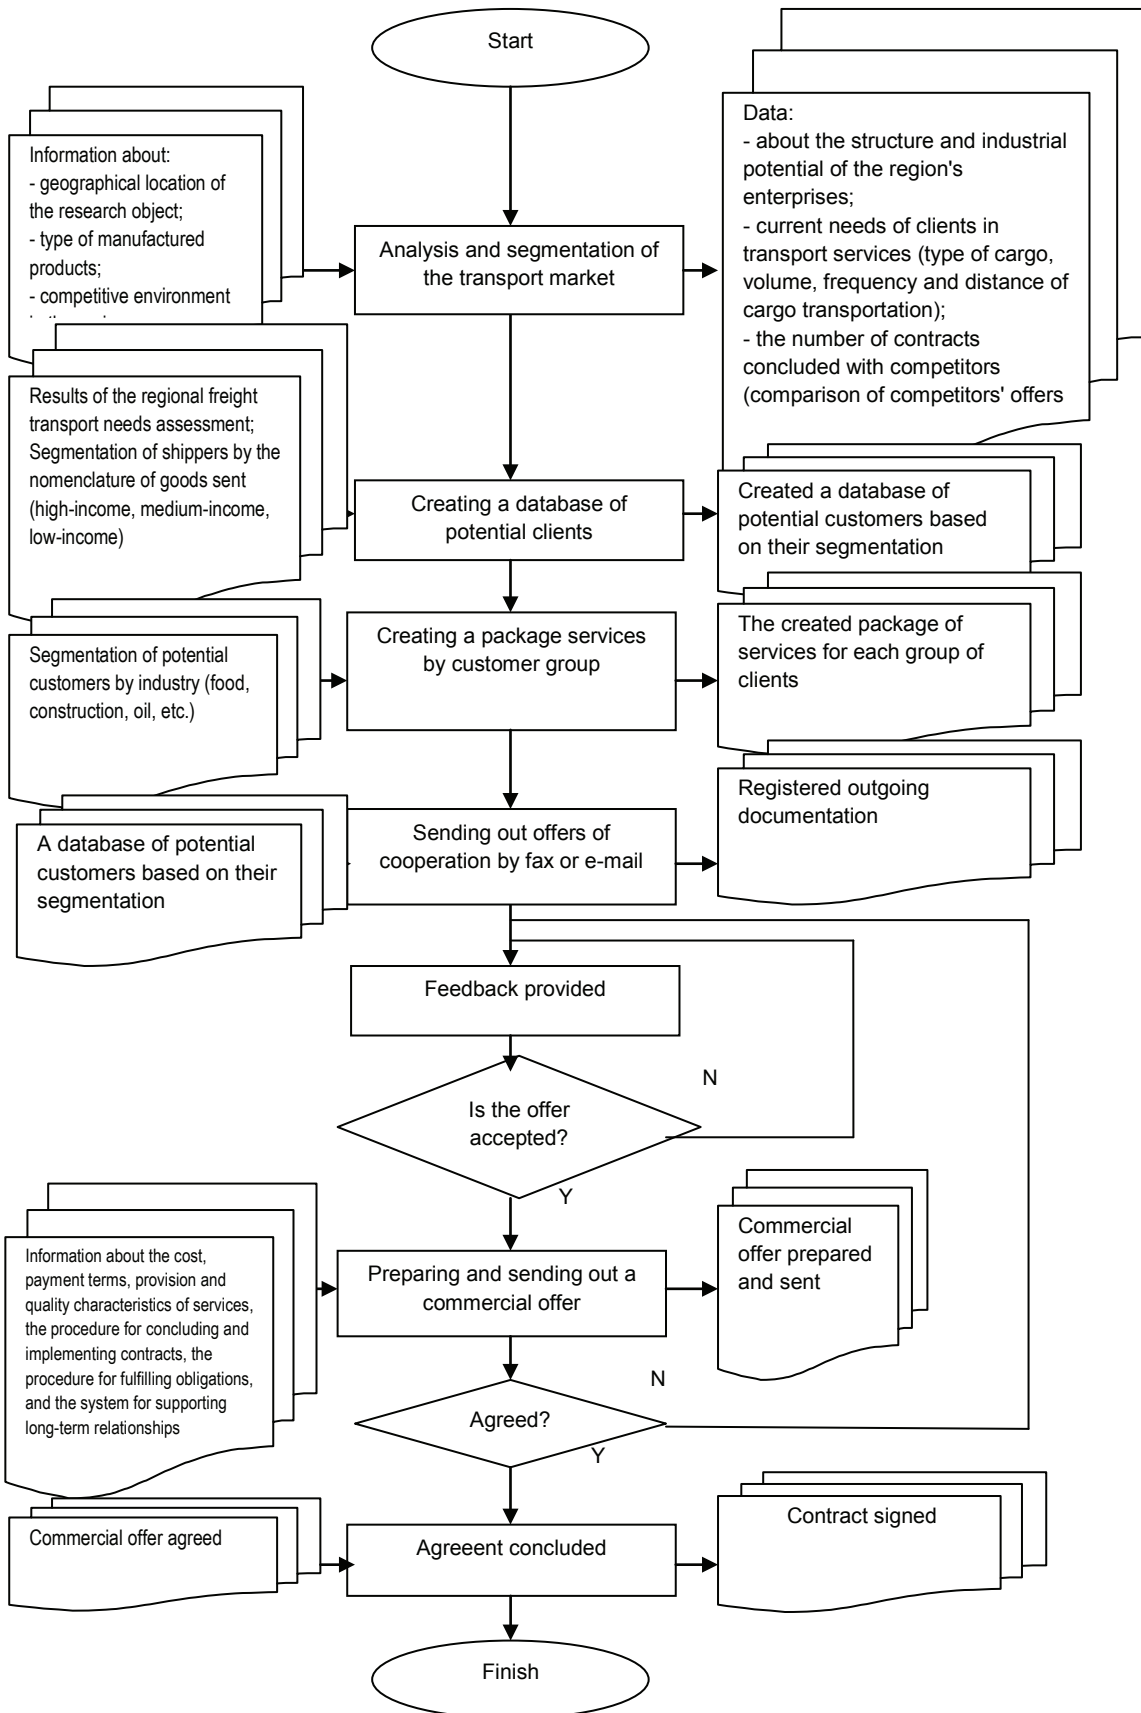 Start
Information about:
- geographical location of
the research object;
- type of manufactured
products;
- competitive environment
Analysis and segmentation of
the transport market
Data:
- about the structure and industrial
potential of the region's
enterprises;
- current needs of clients in
transport services (type of cargo,
volume, frequency and distance of
cargo transportation);
- the number of contracts
concluded with competitors
(comparison of competitors' offers
Results of the regional freight
transport needs assessment;
Segmentation of shippers by the
nomenclature of goods sent
(high-income, medium-income,
low-income)
Creating a database of
potential clients
Created a database of
potential customers based
on their segmentation
Segmentation of potential
customers by industry (food,
construction, oil, etc.)
Creating a package services
by customer group
The created package of
services for each group of
clients
A database of potential
customers based on their
segmentation
Sending out offers of
cooperation by fax or e-mail
Registered outgoing
documentation
Feedback provided
Is the offer
accepted?
N
Y
Information about the cost,
payment terms, provision and
quality characteristics of services,
the procedure for concluding and
implementing contracts, the
procedure for fulfilling obligations,
and the system for supporting
long-term relationships
Preparing and sending out a
commercial offer
Commercial
offer prepared
and sent
Agreed?
N
Y
Commercial offer agreed
Agreeent concluded
Contract signed
Finish